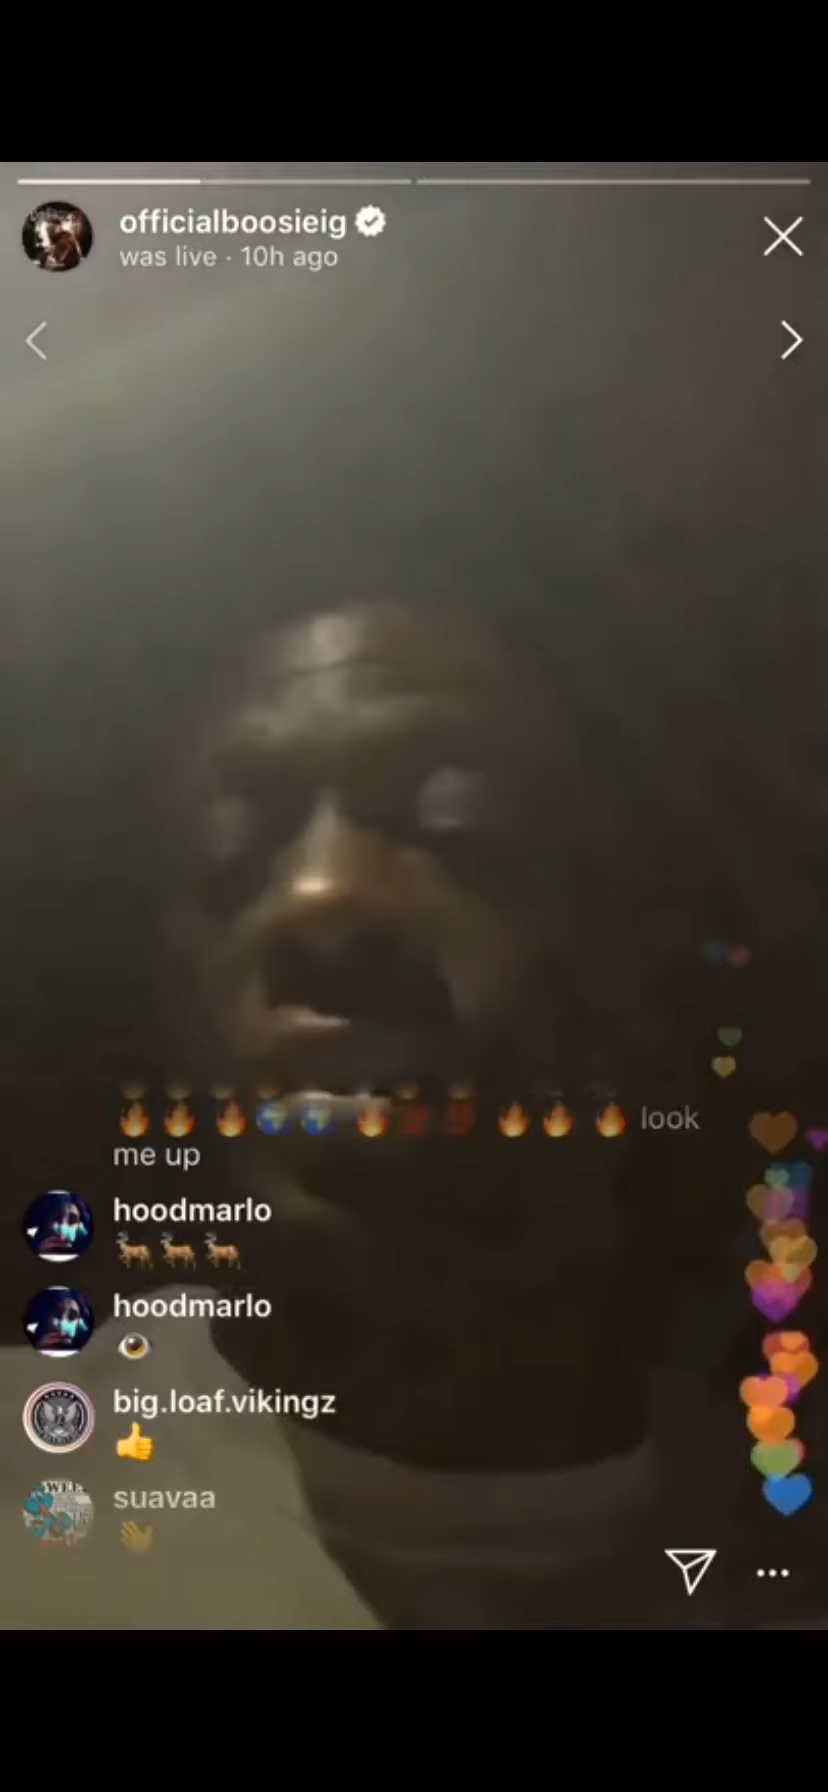 officialboosieig
was live · 10h ago
🔥🔥🔥🌍🌍🔥💯💯🔥🔥🔥 look
me up
hoodmarlo
🦌🦌🦌
hoodmarlo
👁
big.loaf.vikingz
👍
suavaa
👋